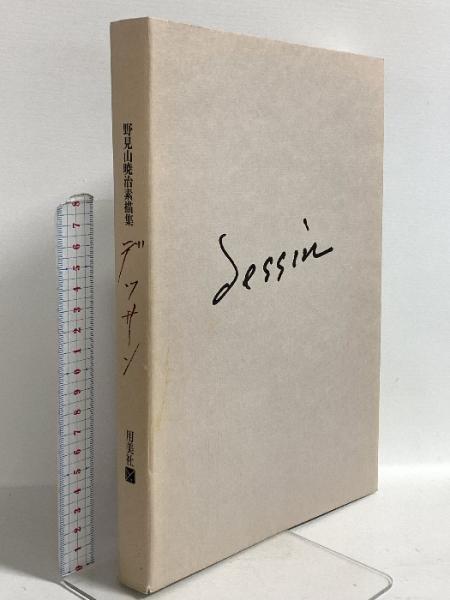 野見山暁治素描集
デッサン
用美社
dessin